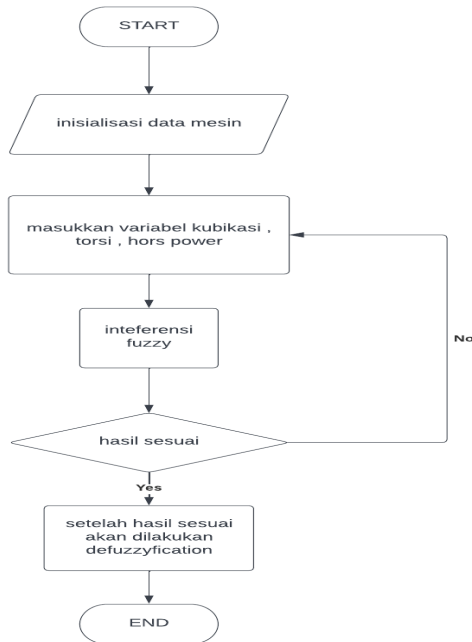 START
inisialisasi data mesin
masukkan variabel kubikasi ,
torsi , hors power
inteferensi
fuzzy
hasil sesuai
No
Yes
setelah hasil sesuai
akan dilakukan
defuzzyfication
END